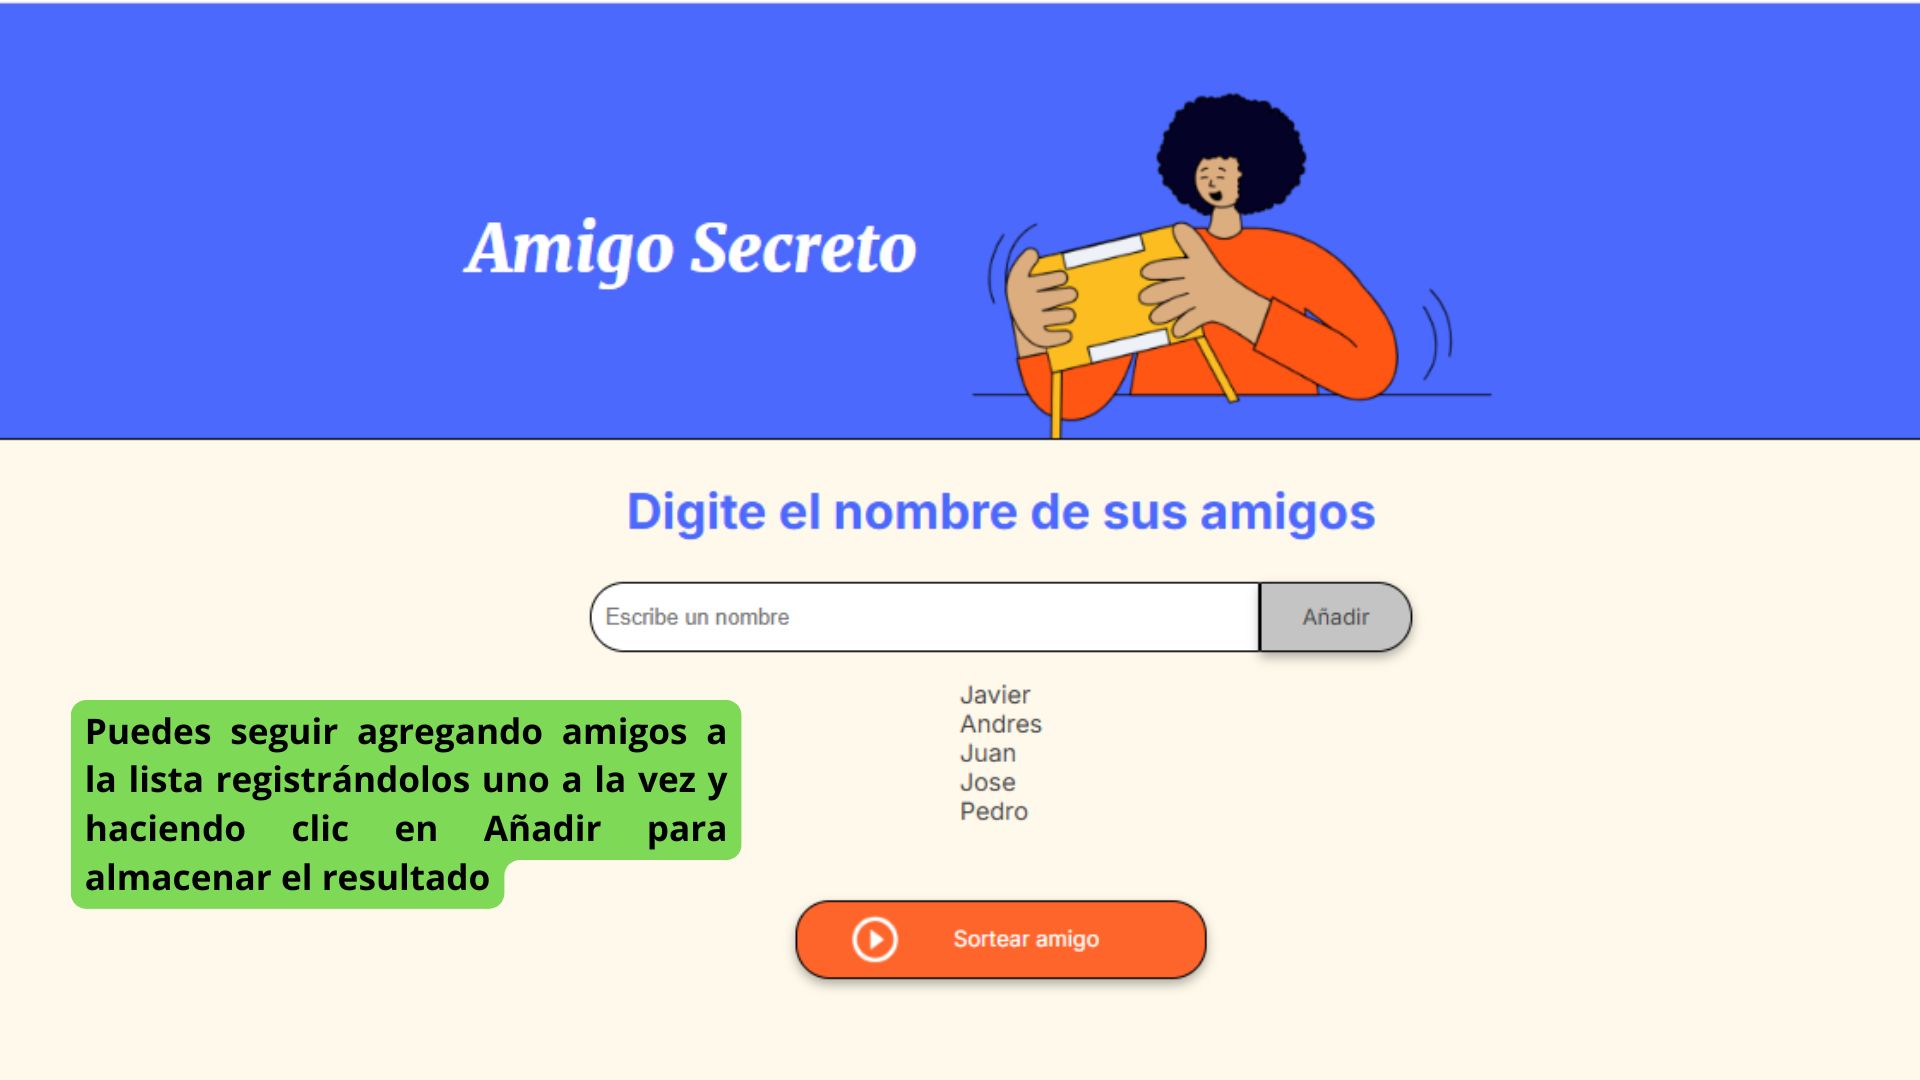 Amigo Secreto
Digite el nombre de sus amigos
Escribe un nombre
Añadir
Javier
Andres
Juan
Jose
Pedro
Puedes seguir agregando amigos a
la lista registrándolos uno a la vez y
haciendo clic en Añadir para
almacenar el resultado
Sortear amigo